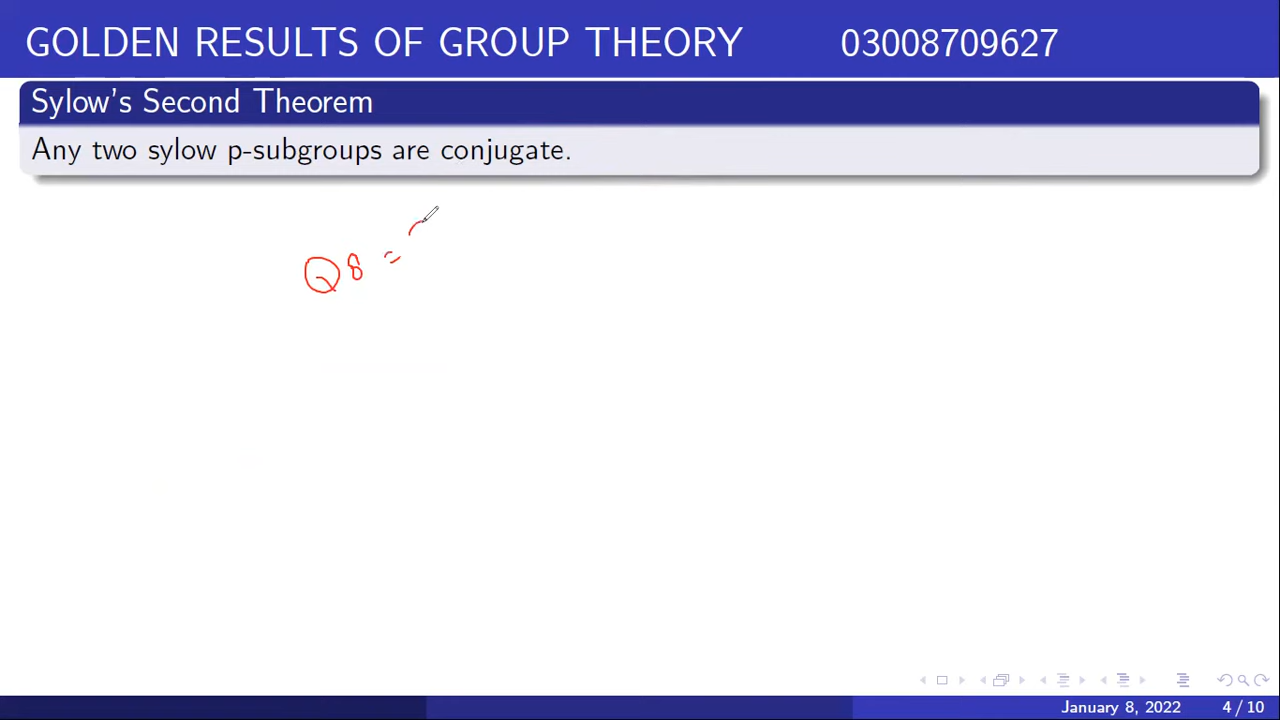 GOLDEN RESULTS OF GROUP THEORY 03008709627
Sylow's Second Theorem
Any two sylow p-subgroups are conjugate.
Q8 =
January 8, 2022 4 / 10